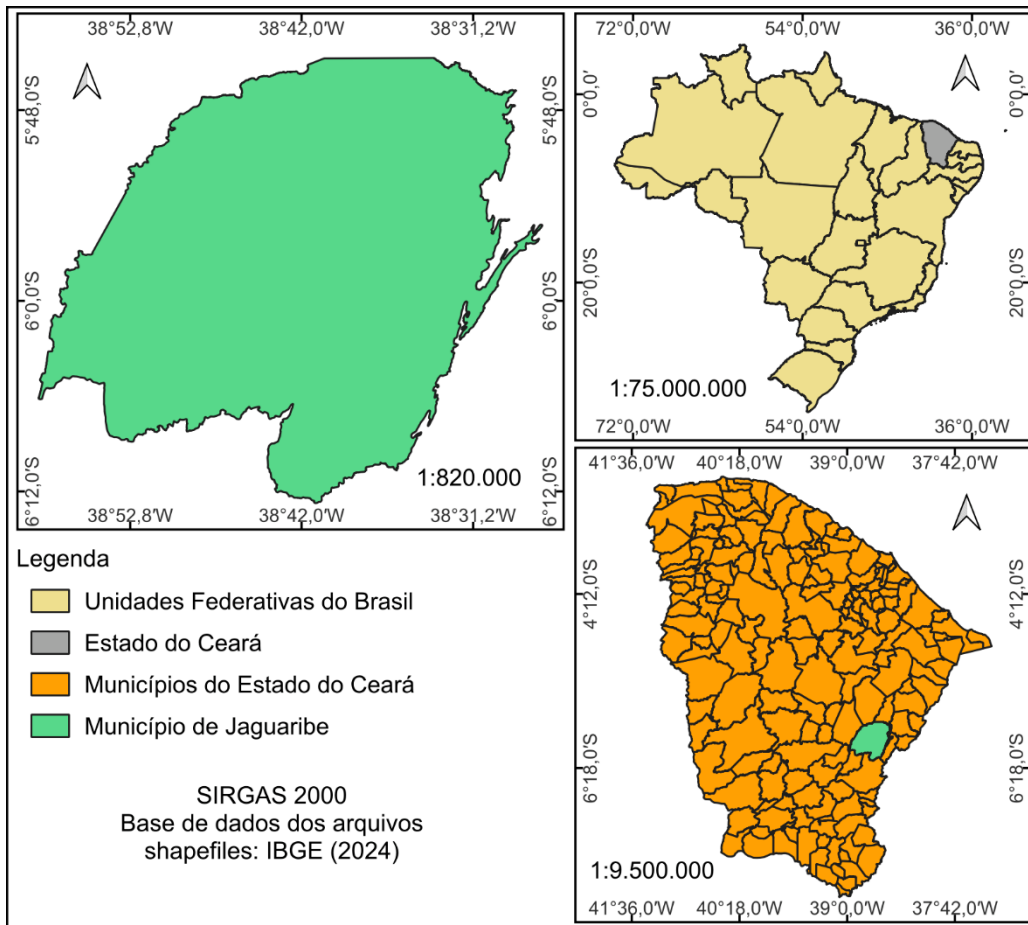 38°52,8'W 38°42,0'W 38°31,2'W
5°48,0'S
6°0,0'S
6°12,0'S
5°48,0'S
6°0,0'S
6°12,0'S
1:820.000
38°52,8'W 38°42,0'W 38°31,2'W
72°0,0'W 54°0,0'W 36°0,0'W
0°0,0'
20°0,0'S
0°0,0'S
20°0,0'S
1:75.000.000
72°0,0'W 54°0,0'W 36°0,0'W
41°36,0'W 40°18,0'W 39°0,0'W 37°42,0'W
4°12,0'S
6°18,0'S
4°12,0'S
6°18,0'S
1:9.500.000
41°36,0'W 40°18,0'W 39°0,0'W 37°42,0'W
Legenda
Unidades Federativas do Brasil
Estado do Ceará
Municípios do Estado do Ceará
Município de Jaguaribe
SIRGAS 2000
Base de dados dos arquivos
shapefiles: IBGE (2024)